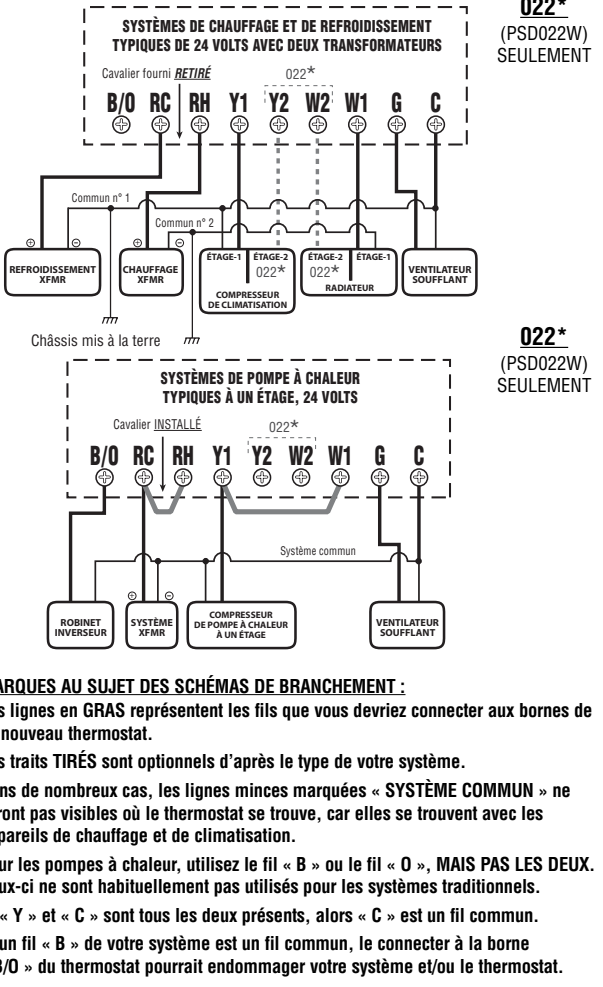 022*
(PSD022W)
SEULEMENT
SYSTÈMES DE CHAUFFAGE ET DE REFROIDISSEMENT
TYPIQUES DE 24 VOLTS AVEC DEUX TRANSFORMATEURS
Cavalier fourni RETIRÉ
022*
B/O RC RH Y1 Y2 W2 W1 G C
Commun n° 1
Commun n° 2
REFROIDISSEMENT
XFMR
CHAUFFAGE
XFMR
ÉTAGE-1 ÉTAGE-2
022*
COMPRESSEUR
DE CLIMATISATION
ÉTAGE-2 ÉTAGE-1
022*
RADIATEUR
VENTILATEUR
SOUFFLANT
Châssis mis à la terre
022*
(PSD022W)
SEULEMENT
SYSTÈMES DE POMPE À CHALEUR
TYPIQUES À UN ÉTAGE, 24 VOLTS
Cavalier INSTALLÉ
022*
B/O RC RH Y1 Y2 W2 W1 G C
Système commun
ROBINET
INVERSEUR
SYSTÈME
XFMR
COMPRESSEUR
DE POMPE À CHALEUR
À UN ÉTAGE
VENTILATEUR
SOUFFLANT
ARQUES AU SUJET DES SCHÉMAS DE BRANCHEMENT :
s lignes en GRAS représentent les fils que vous devriez connecter aux bornes de
nouveau thermostat.
s traits TIRÉS sont optionnels d'après le type de votre système.
ns de nombreux cas, les lignes minces marquées « SYSTÈME COMMUN » ne
ront pas visibles où le thermostat se trouve, car elles se trouvent avec les
pareils de chauffage et de climatisation.
ur les pompes à chaleur, utilisez le fil « B » ou le fil « O », MAIS PAS LES DEUX.
ux-ci ne sont habituellement pas utilisés pour les systèmes traditionnels.
« Y » et « C » sont tous les deux présents, alors « C » est un fil commun.
un fil « B » de votre système est un fil commun, le connecter à la borne
B/O » du thermostat pourrait endommager votre système et/ou le thermostat.